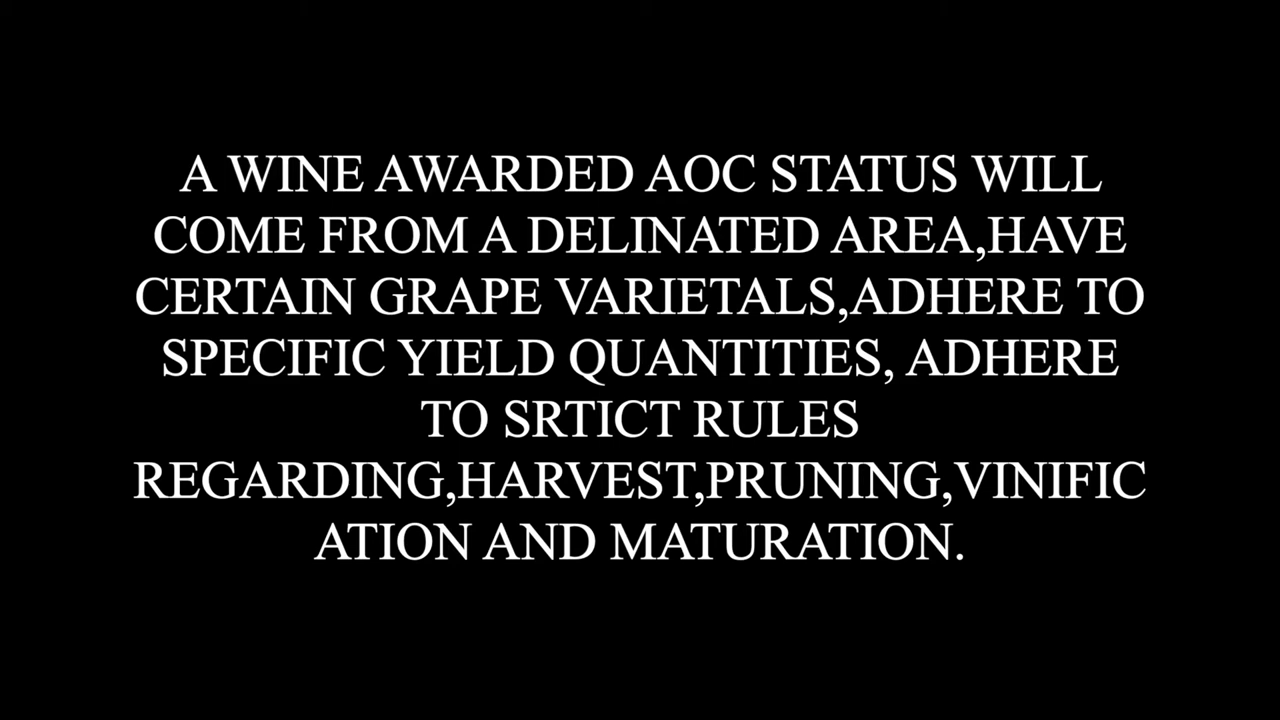 A WINE AWARDED AOC STATUS WILL
COME FROM A DELINATED AREA,HAVE
CERTAIN GRAPE VARIETALS,ADHERE TO
SPECIFIC YIELD QUANTITIES, ADHERE
TO SRTICT RULES
REGARDING,HARVEST,PRUNING,VINIFIC
ATION AND MATURATION.